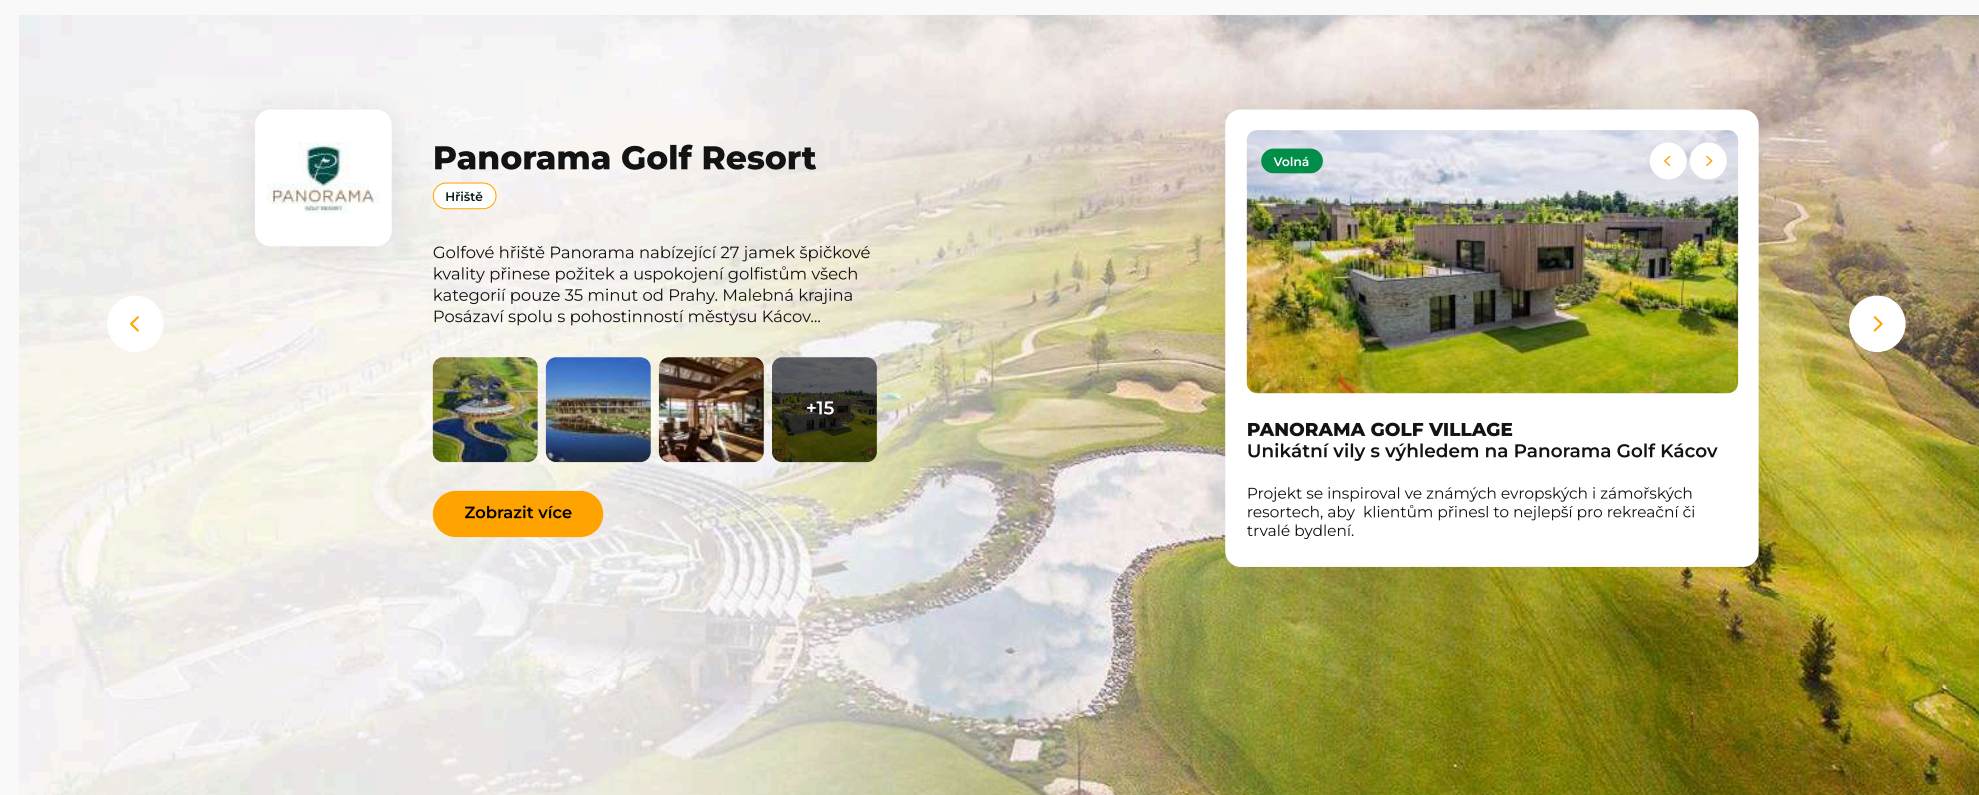 PANORAMA
GOLF RESORT
Panorama Golf Resort
Hřiště
Golfové hřiště Panorama nabízející 27 jamek špičkové
kvality přinese požitek a uspokojení golfistům všech
kategorií pouze 35 minut od Prahy. Malebná krajina
Posázaví spolu s pohostinností městysu Kácov...
+15
Zobrazit více
Volná
PANORAMA GOLF VILLAGE
Unikátní vily s výhledem na Panorama Golf Kácov
Projekt se inspiroval ve známých evropských i zámořských
resortech, aby  klientům přinesl to nejlepší pro rekreační či
trvalé bydlení.